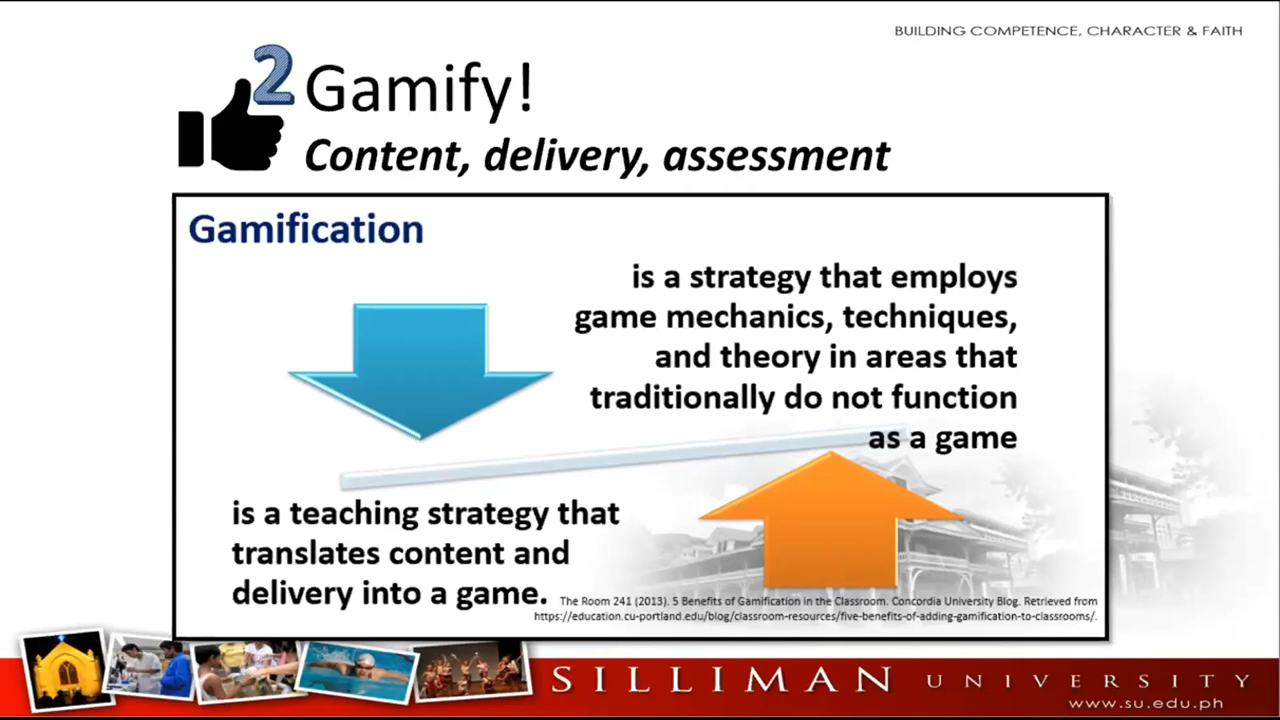 BUILDING COMPETENCE, CHARACTER & FAITH
2
Gamify!
Content, delivery, assessment
Gamification
is a strategy that employs
game mechanics, techniques,
and theory in areas that
traditionally do not function
as a game
is a teaching strategy that
translates content and
delivery into a game.
The Room 241 (2013). 5 Benefits of Gamification in the Classroom. Concordia University Blog. Retrieved from
https://education.cu-portland.edu/blog/classroom-resources/five-benefits-of-adding-gamification-to-classrooms/.
SILLIMAN UNIVERSITY
www.su.edu.ph